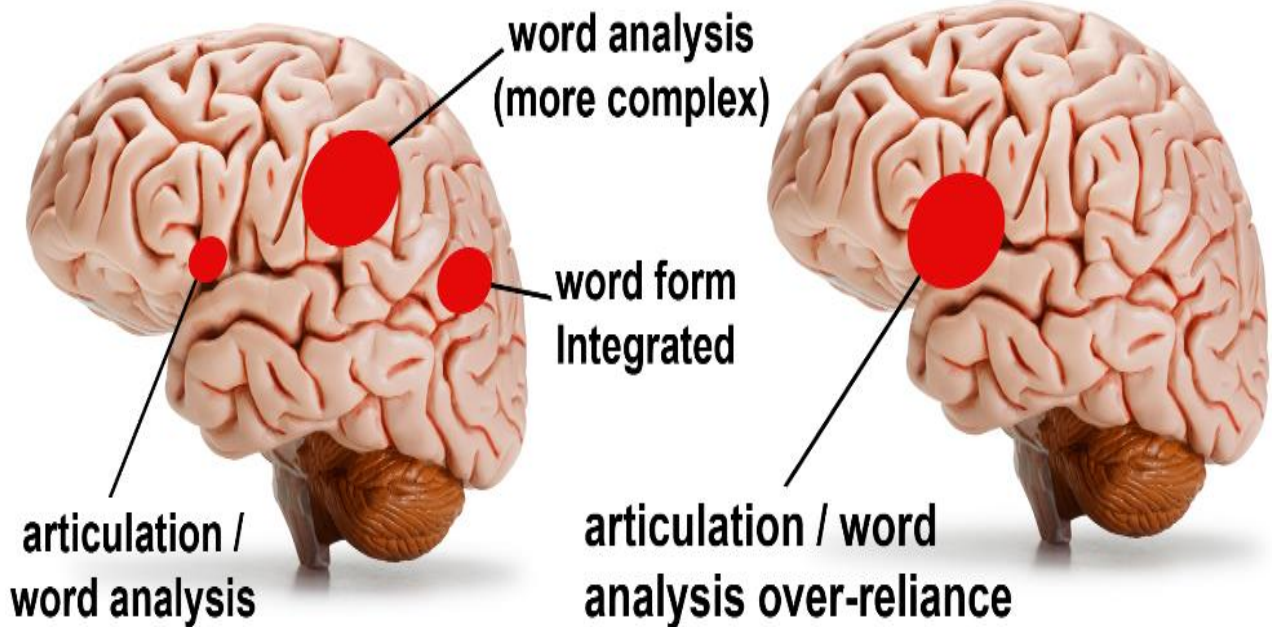 word analysis
(more complex)
word form
Integrated
articulation /
word analysis
articulation / word
analysis over-reliance